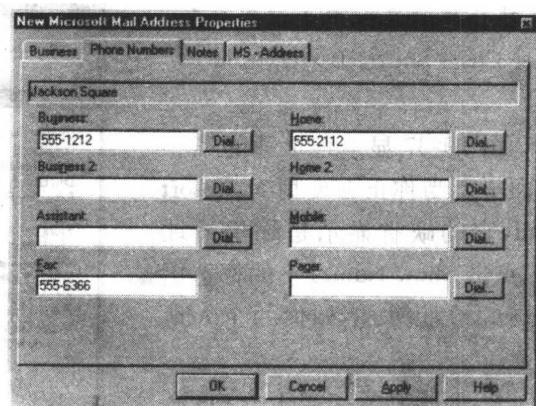 New Microsoft Mail Address Properties
Business Phone Numbers Notes MS - Address
Jackson Square
Business: Home:
555-1212 Dial... 555-2112 Dial...
Business 2: Home 2:
Dial... Dial...
Assistant: Mobile:
Dial... Dial...
Fax: Pager:
555-6366 Dial...
OK Cancel Apply Help